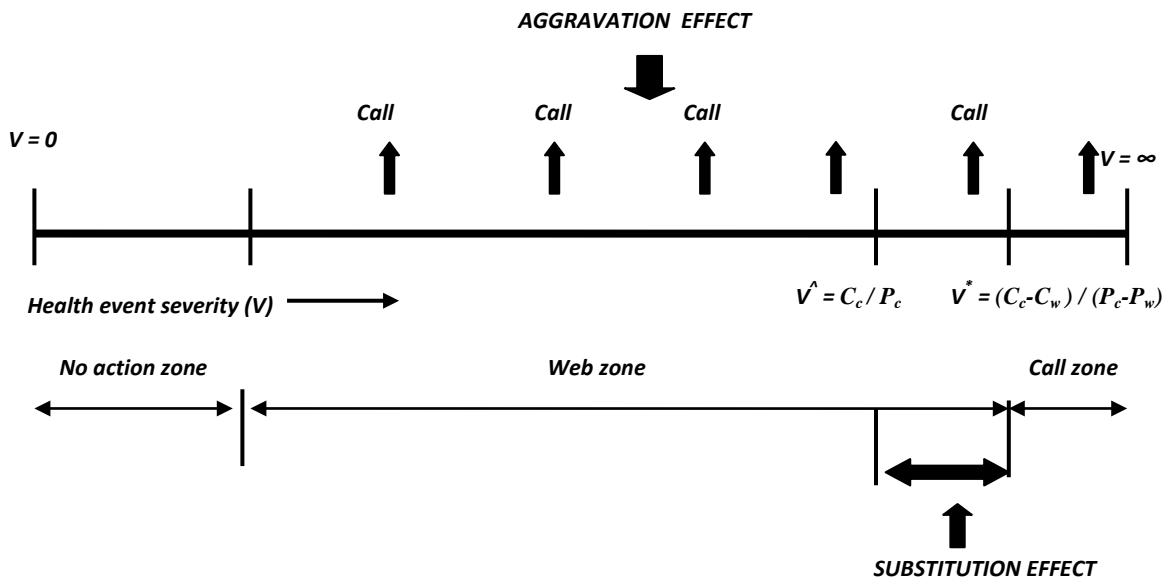 AGGRAVATION EFFECT
Call Call Call Call
V = 0
V = ∞
Health event severity (V)
V^ = Cc / Pc V* = (Cc-Cw) / (Pc-Pw)
No action zone Web zone Call zone
SUBSTITUTION EFFECT